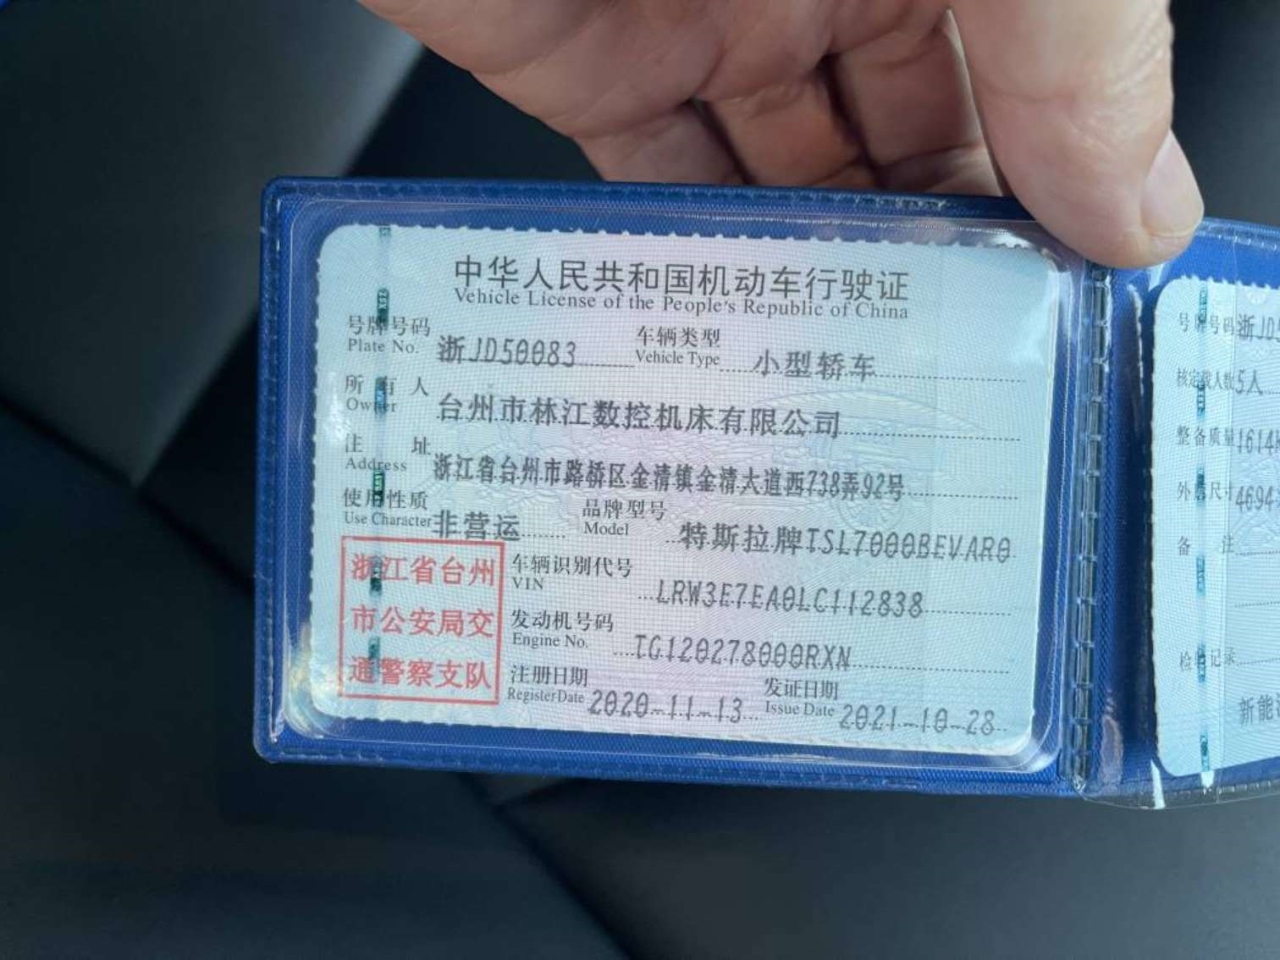 中华人民共和国机动车行驶证
Vehicle License of the People's Republic of China
号牌号码 浙JD50083 车辆类型 小型轿车
Plate No. Vehicle Type
所有人 台州市林江数控机床有限公司
Owner
住址 浙江省台州市路桥区金清镇金清大道西738弄92号
Address
使用性质 非营运 品牌型号 特斯拉牌TSL7000BEVAR0
Use Character Model
浙江省台州
市公安局交
通警察支队
车辆识别代号 LRW3E7EA0LC112838
VIN
发动机号码 TG120278000RXN
Engine No.
注册日期 2020-11-13 发证日期 2021-10-28
Register Date Issue Date
号牌号码 浙JD5
核定载人数 5人
整备质量 1614
外廓尺寸 4694
备注
检验记录
新能